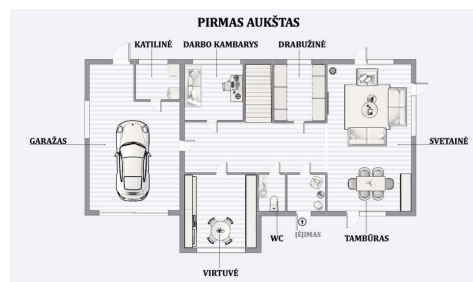 PIRMAS AUKŠTAS
KATILINĖ DARBO KAMBARYS DRABUŽINĖ
GARAŽAS SVETAINĖ
WC ĮĖJIMAS TAMBŪRAS
VIRTUVĖ